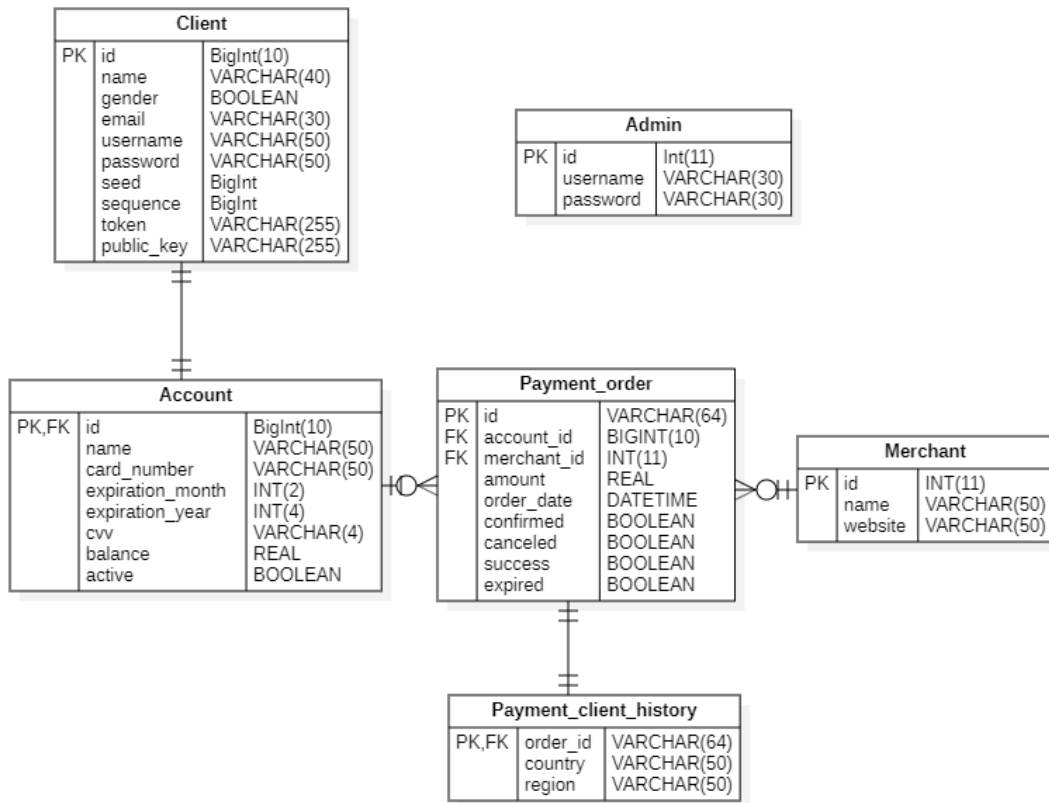 Client
PK id BigInt(10)
name VARCHAR(40)
gender BOOLEAN
email VARCHAR(30)
username VARCHAR(50)
password VARCHAR(50)
seed BigInt
sequence BigInt
token VARCHAR(255)
public_key VARCHAR(255)
Admin
PK id Int(11)
username VARCHAR(30)
password VARCHAR(30)
Account
PK,FK id BigInt(10)
name VARCHAR(50)
card_number VARCHAR(50)
expiration_month INT(2)
expiration_year INT(4)
cvv VARCHAR(4)
balance REAL
active BOOLEAN
Payment_order
PK id VARCHAR(64)
FK account_id BIGINT(10)
FK merchant_id INT(11)
amount REAL
order_date DATETIME
confirmed BOOLEAN
canceled BOOLEAN
success BOOLEAN
expired BOOLEAN
Merchant
PK id INT(11)
name VARCHAR(50)
website VARCHAR(50)
Payment_client_history
PK,FK order_id VARCHAR(64)
country VARCHAR(50)
region VARCHAR(50)